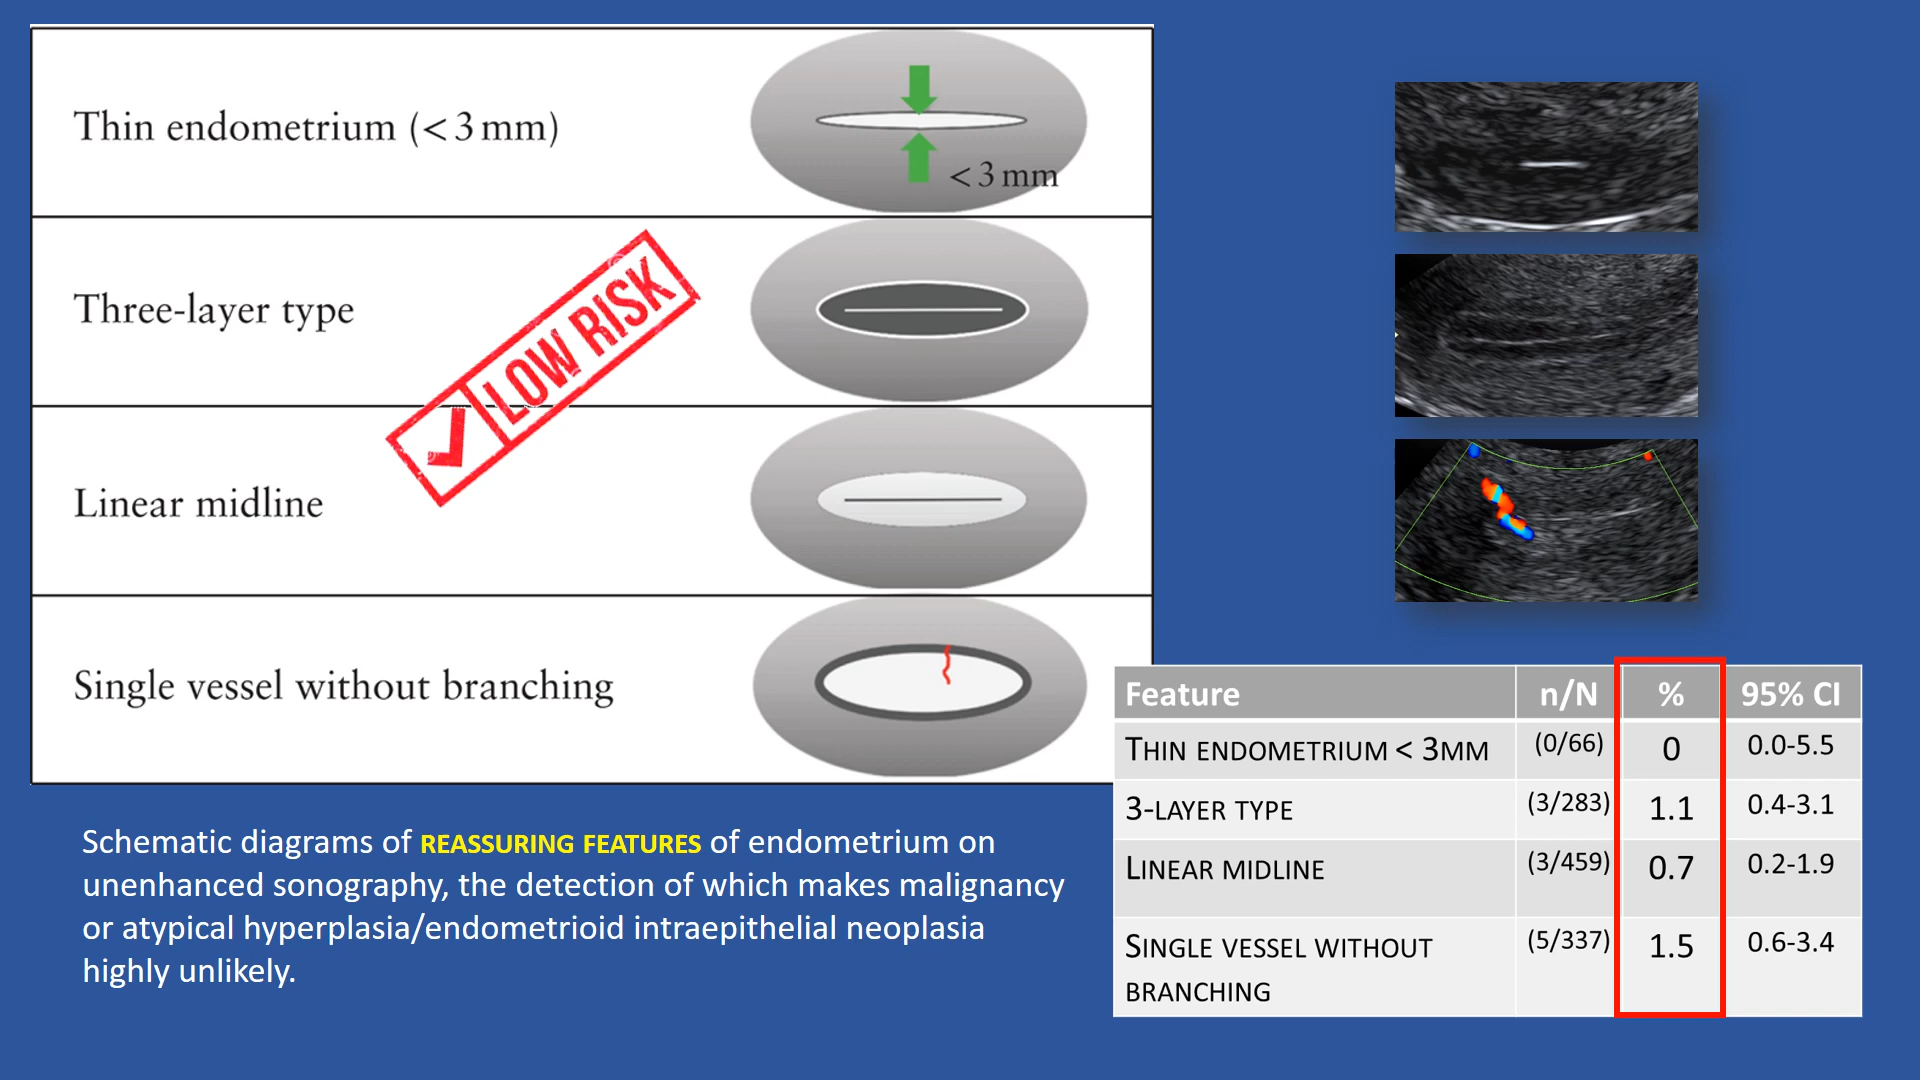 Thin endometrium (< 3 mm)
< 3 mm
Three-layer type
LOW RISK
Linear midline
Single vessel without branching
Schematic diagrams of REASSURING FEATURES of endometrium on
unenhanced sonography, the detection of which makes malignancy
or atypical hyperplasia/endometrioid intraepithelial neoplasia
highly unlikely.
Feature n/N % 95% CI
THIN ENDOMETRIUM < 3MM (0/66) 0 0.0-5.5
3-LAYER TYPE (3/283) 1.1 0.4-3.1
LINEAR MIDLINE (3/459) 0.7 0.2-1.9
SINGLE VESSEL WITHOUT (5/337) 1.5 0.6-3.4
BRANCHING